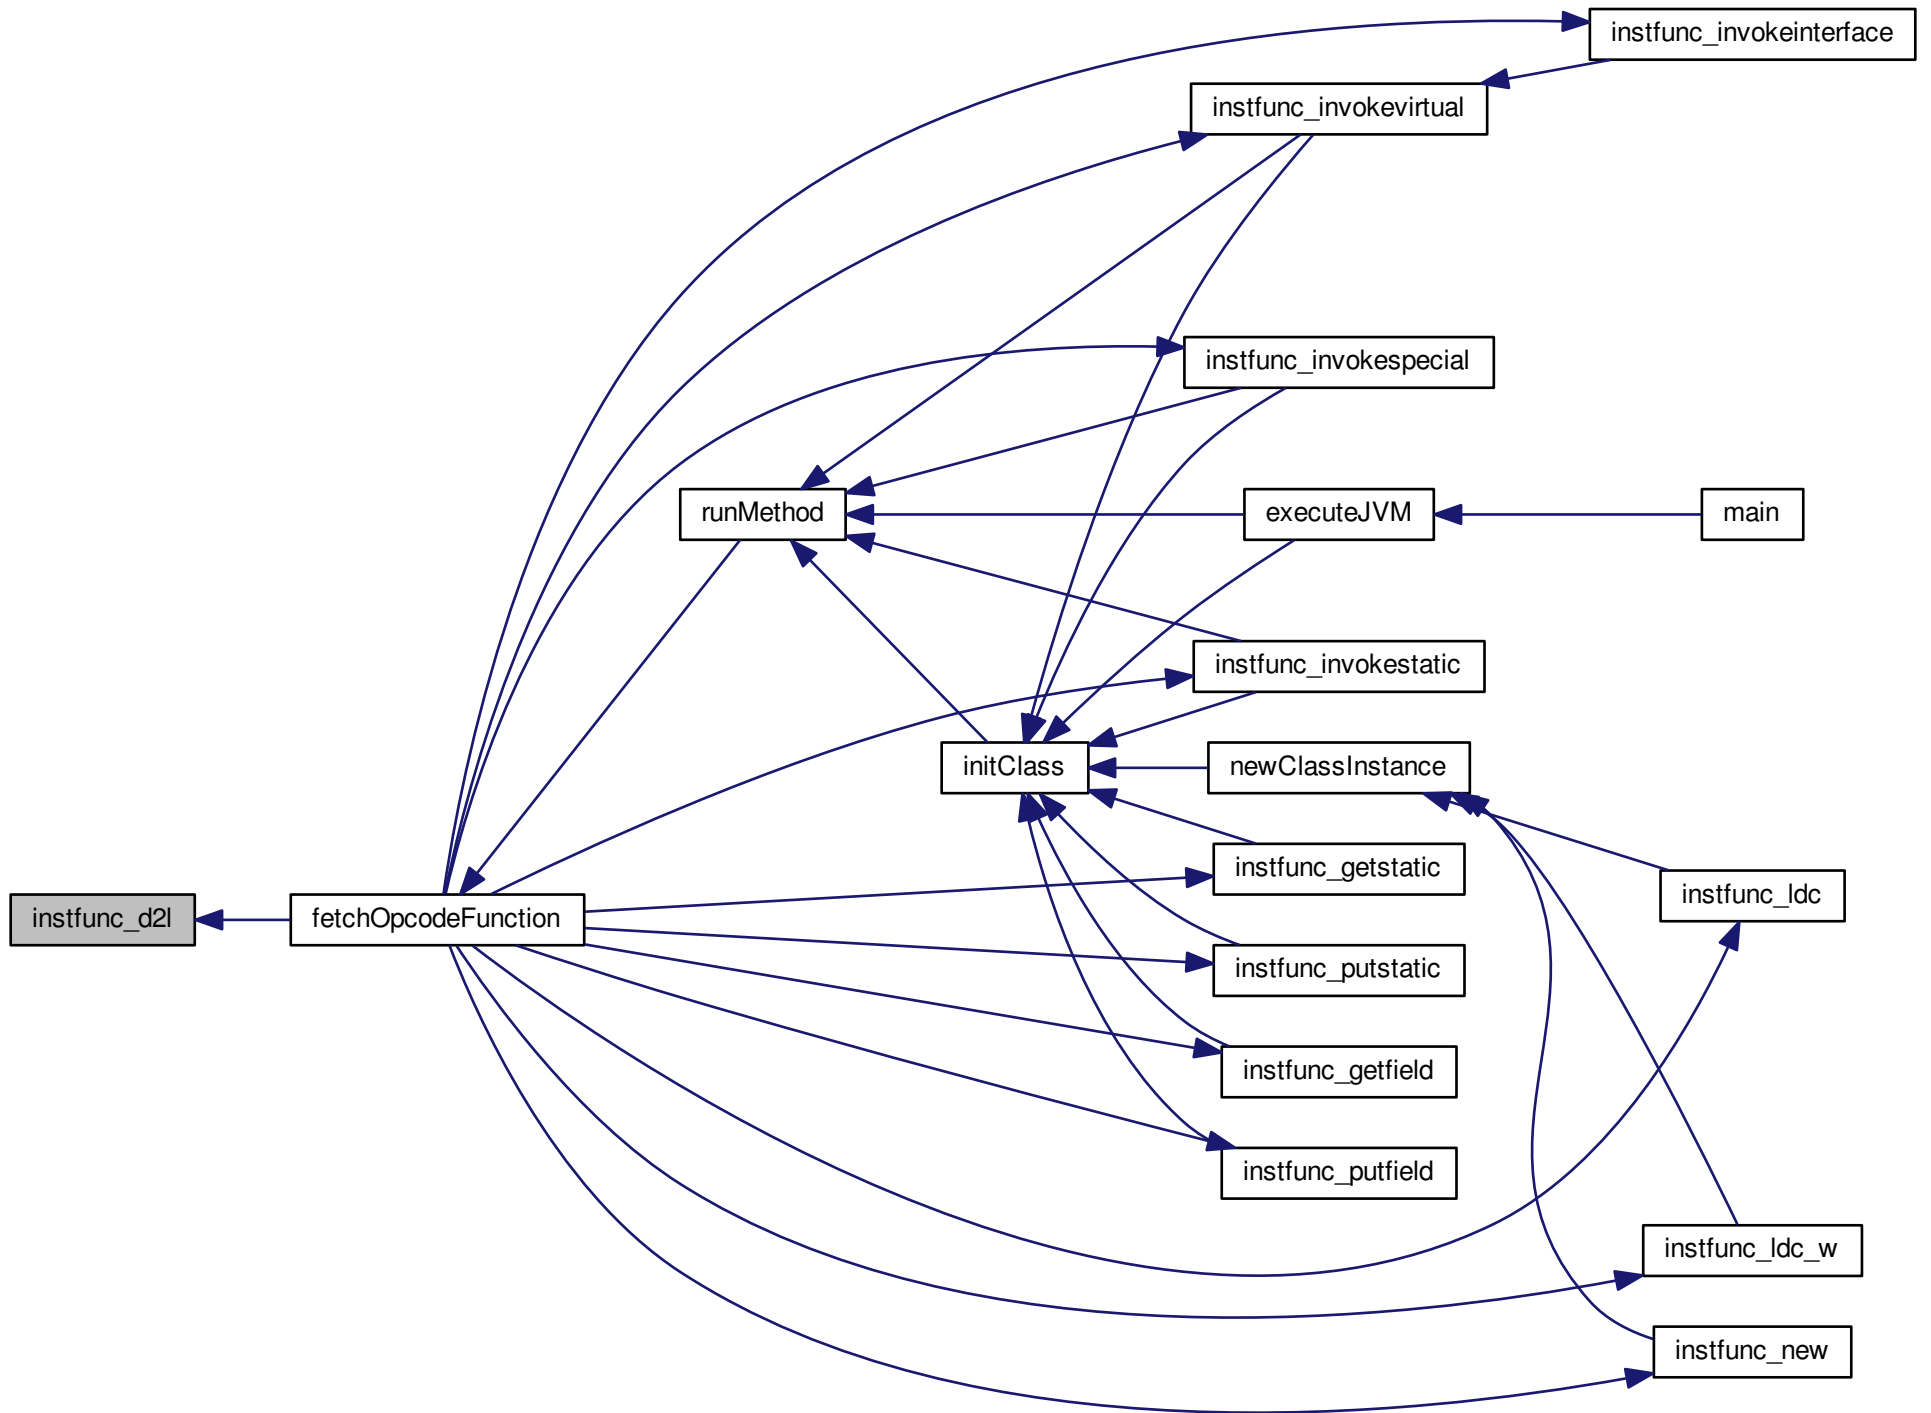 instfunc_invokeinterface
instfunc_invokevirtual
instfunc_invokespecial
runMethod
executeJVM
main
instfunc_invokestatic
initClass
newClassInstance
instfunc_getstatic
instfunc_ldc
instfunc_d2l
fetchOpcodeFunction
instfunc_putstatic
instfunc_getfield
instfunc_putfield
instfunc_ldc_w
instfunc_new